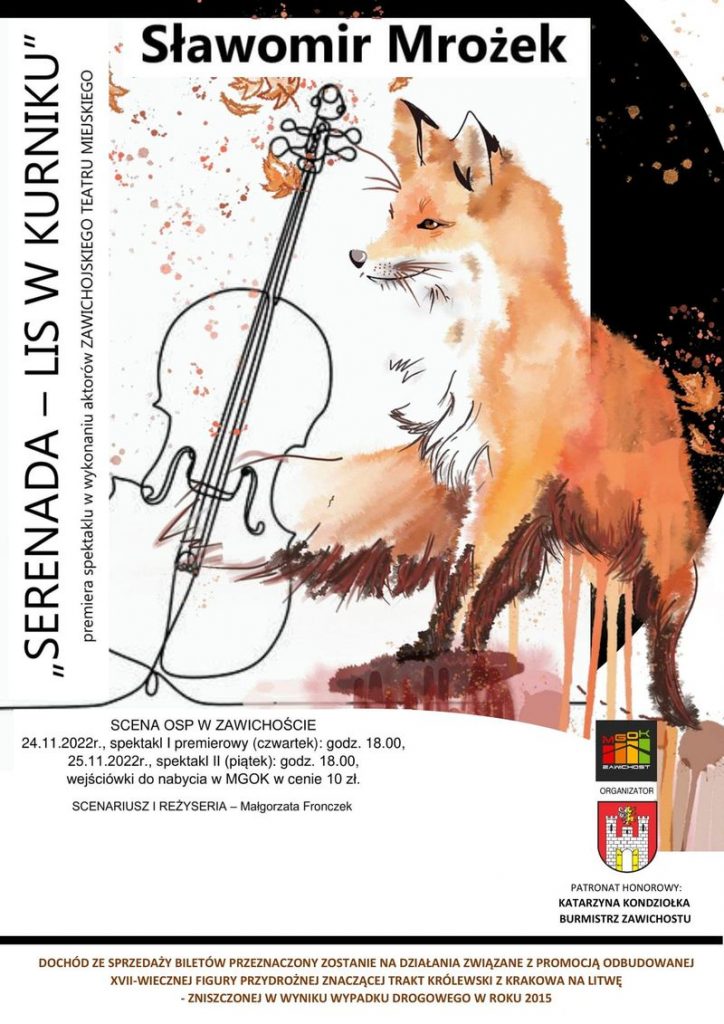 Sławomir Mrożek
„SERENADA – LIS W KURNIKU”
premiera spektaklu w wykonaniu aktorów ZAWICHOJSKIEGO TEATRU MIEJSKIEGO
SCENA OSP W ZAWICHOŚCIE
24.11.2022r., spektakl I premierowy (czwartek): godz. 18.00,
25.11.2022r., spektakl II (piątek): godz. 18.00,
wejściówki do nabycia w MGOK w cenie 10 zł.
SCENARIUSZ I REŻYSERIA – Małgorzata Fronczek
MGOK
ZAWICHOST
ORGANIZATOR
PATRONAT HONOROWY:
KATARZYNA KONDZIOŁKA
BURMISTRZ ZAWICHOSTU
DOCHÓD ZE SPRZEDAŻY BILETÓW PRZEZNACZONY ZOSTANIE NA DZIAŁANIA ZWIĄZANE Z PROMOCJĄ ODBUDOWANEJ
XVII-WIECZNEJ FIGURY PRZYDROŻNEJ ZNACZĄCEJ TRAKT KRÓLEWSKI Z KRAKOWA NA LITWĘ
- ZNISZCZONEJ W WYNIKU WYPADKU DROGOWEGO W ROKU 2015